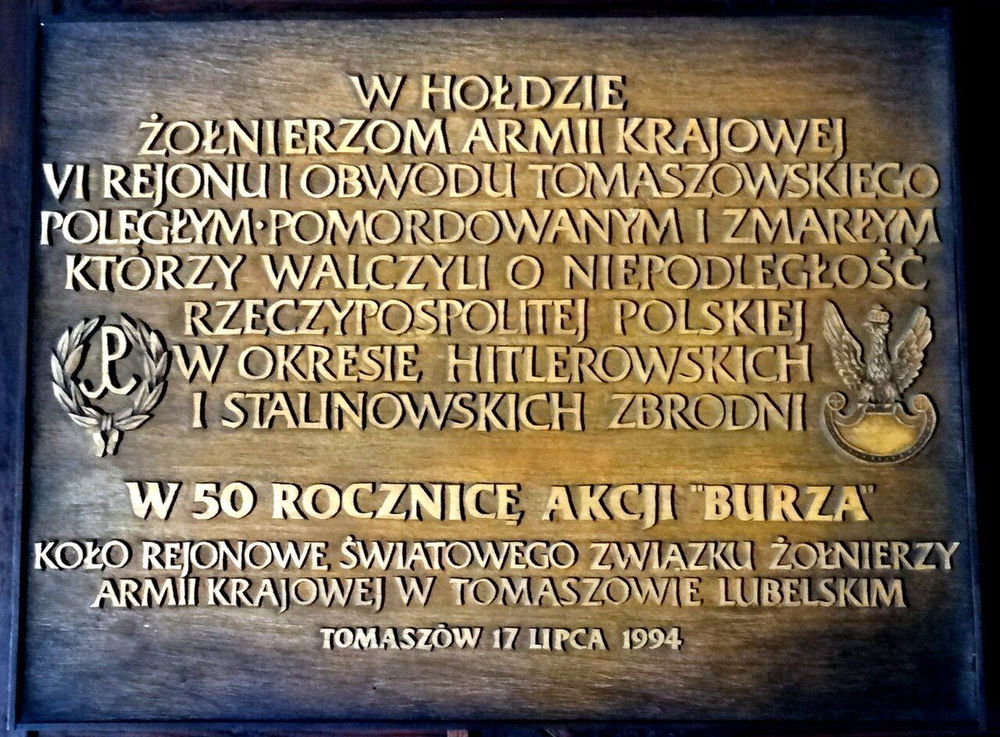 W HOŁDZIE
ŻOŁNIERZOM ARMII KRAJOWEJ
VI REJONU I OBWODU TOMASZOWSKIEGO
POLEGŁYM·POMORDOWANYM I ZMARŁYM
KTÓRZY WALCZYLI O NIEPODLEGŁOŚĆ
RZECZYPOSPOLITEJ POLSKIEJ
W OKRESIE HITLEROWSKICH
I STALINOWSKICH ZBRODNI
W 50 ROCZNICĘ AKCJI "BURZA"
KOŁO REJONOWE ŚWIATOWEGO ZWIĄZKU ŻOŁNIERZY
ARMII KRAJOWEJ W TOMASZOWIE LUBELSKIM
TOMASZÓW 17 LIPCA 1994